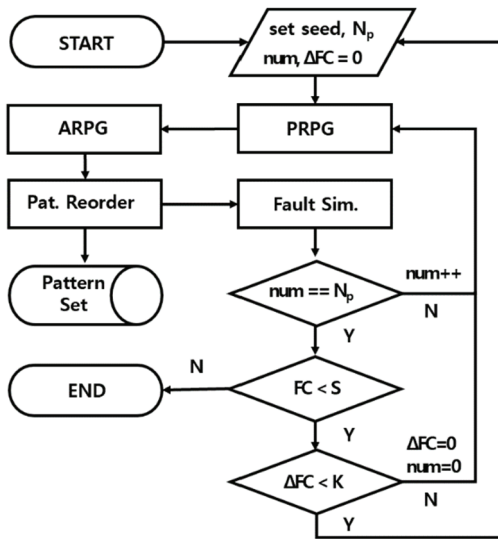 START
set seed, Np
num, ΔFC = 0
ARPG
PRPG
Pat. Reorder
Fault Sim.
Pattern
Set
num == Np
num++
N
Y
N
END
FC < S
Y
ΔFC=0
num=0
ΔFC < K
N
Y